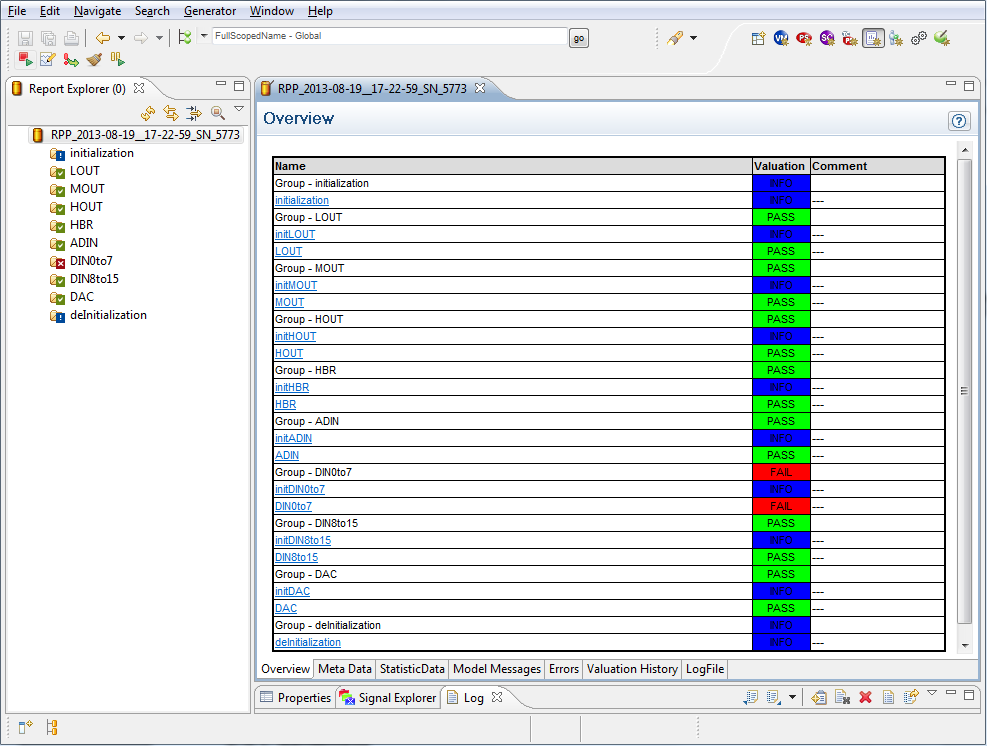 File Edit Navigate Search Generator Window Help
FullScopedName - Global go
VM PS SC
Report Explorer (0)
RPP_2013-08-19__17-22-59_SN_5773
initialization
LOUT
MOUT
HOUT
HBR
ADIN
DIN0to7
DIN8to15
DAC
deInitialization
RPP_2013-08-19__17-22-59_SN_5773
Overview
Name Valuation Comment
Group - initialization INFO
initialization INFO ---
Group - LOUT PASS
initLOUT INFO ---
LOUT PASS ---
Group - MOUT PASS
initMOUT INFO ---
MOUT PASS ---
Group - HOUT PASS
initHOUT INFO ---
HOUT PASS ---
Group - HBR PASS
initHBR INFO ---
HBR PASS ---
Group - ADIN PASS
initADIN INFO ---
ADIN PASS ---
Group - DIN0to7 FAIL
initDIN0to7 INFO ---
DIN0to7 FAIL ---
Group - DIN8to15 PASS
initDIN8to15 INFO ---
DIN8to15 PASS ---
Group - DAC PASS
initDAC INFO ---
DAC PASS ---
Group - deInitialization INFO
deInitialization INFO ---
Overview Meta Data StatisticData Model Messages Errors Valuation History LogFile
Properties Signal Explorer Log